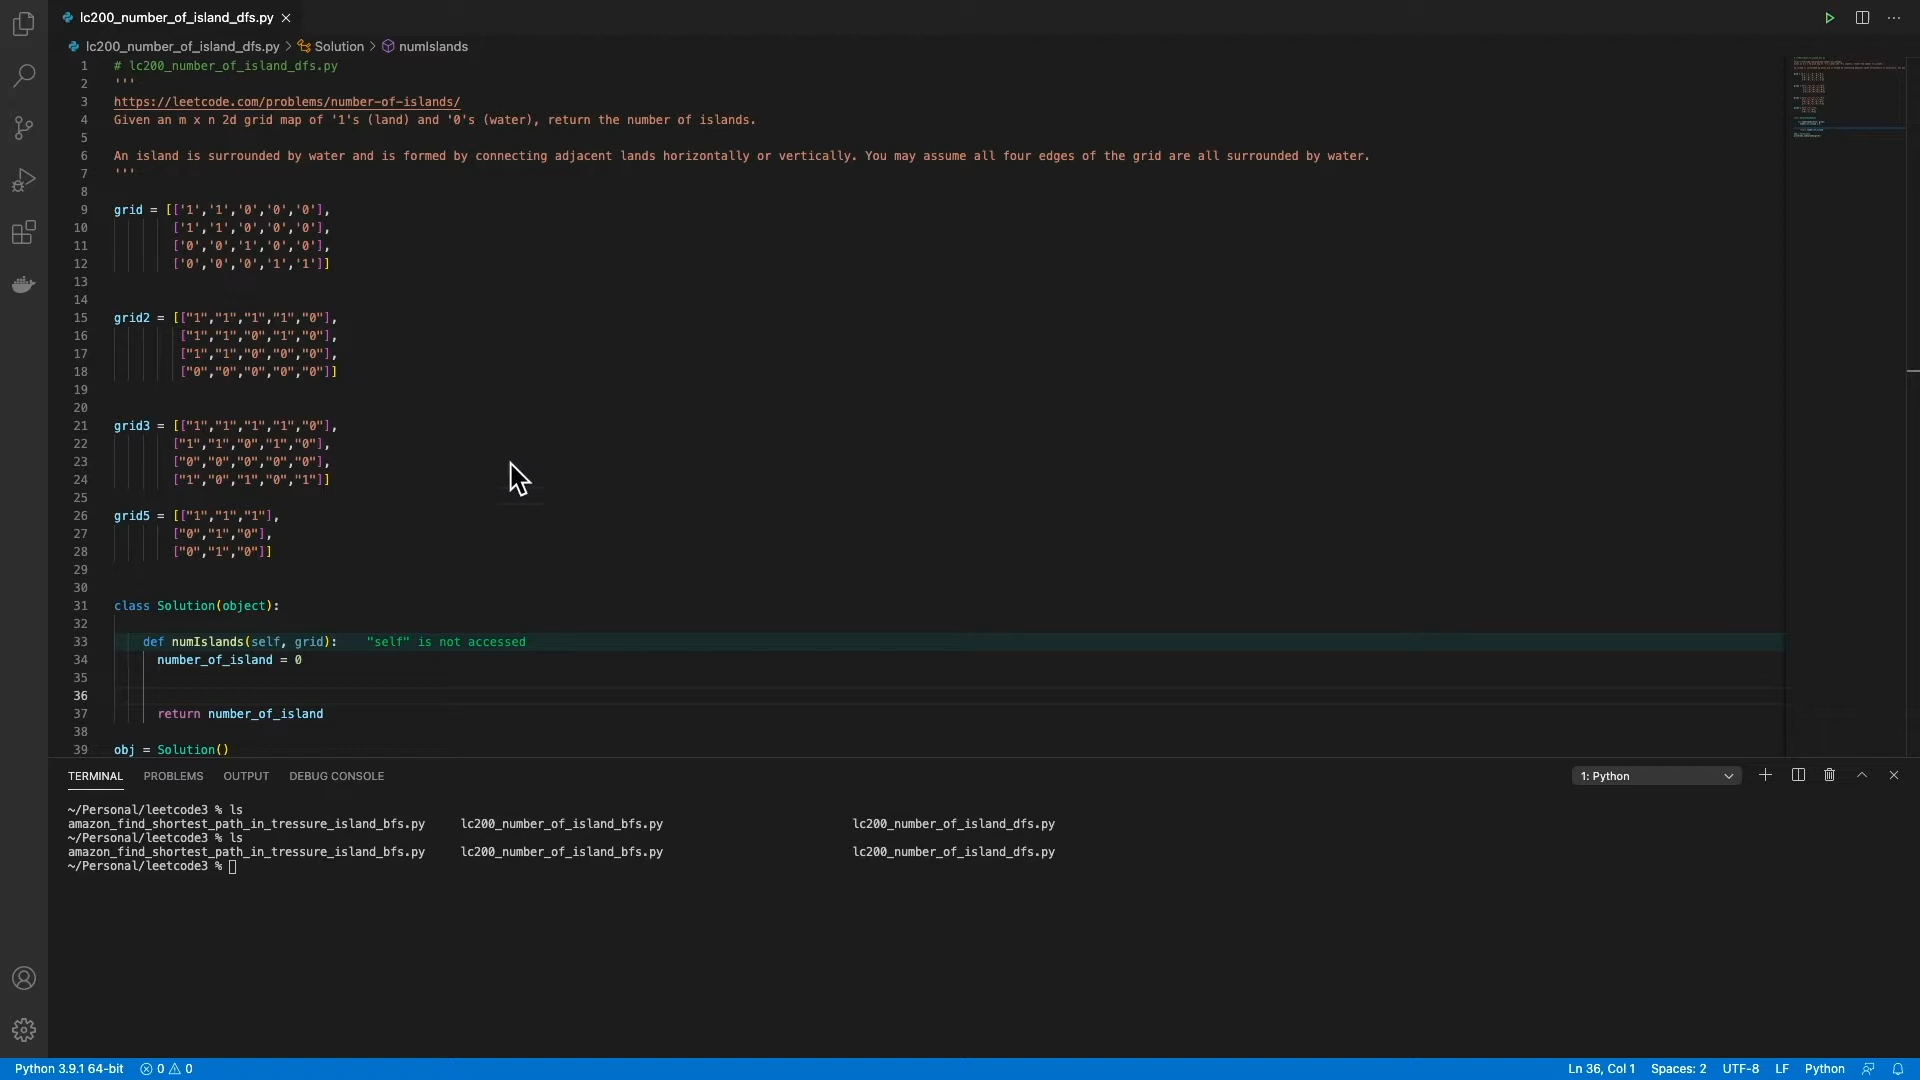 lc200_number_of_island_dfs.py
lc200_number_of_island_dfs.py > Solution > numIslands
1 # lc200_number_of_island_dfs.py
2 '''
3 https://leetcode.com/problems/number-of-islands/
4 Given an m x n 2d grid map of '1's (land) and '0's (water), return the number of islands.
5
6 An island is surrounded by water and is formed by connecting adjacent lands horizontally or vertically. You may assume all four edges of the grid are all surrounded by water.
7 '''
8
9 grid = [['1','1','0','0','0'],
10 ['1','1','0','0','0'],
11 ['0','0','1','0','0'],
12 ['0','0','0','1','1']]
13
14
15 grid2 = [["1","1","1","1","0"],
16 ["1","1","0","1","0"],
17 ["1","1","0","0","0"],
18 ["0","0","0","0","0"]]
19
20
21 grid3 = [["1","1","1","1","0"],
22 ["1","1","0","1","0"],
23 ["0","0","0","0","0"],
24 ["1","0","1","0","1"]]
25
26 grid5 = [["1","1","1"],
27 ["0","1","0"],
28 ["0","1","0"]]
29
30
31 class Solution(object):
32
33 def numIslands(self, grid): "self" is not accessed
34 number_of_island = 0
35
36
37 return number_of_island
38
39 obj = Solution()
TERMINAL PROBLEMS OUTPUT DEBUG CONSOLE 1: Python
~/Personal/leetcode3 % ls
amazon_find_shortest_path_in_tressure_island_bfs.py lc200_number_of_island_bfs.py lc200_number_of_island_dfs.py
~/Personal/leetcode3 % ls
amazon_find_shortest_path_in_tressure_island_bfs.py lc200_number_of_island_bfs.py lc200_number_of_island_dfs.py
~/Personal/leetcode3 %
Python 3.9.1 64-bit 0 0 Ln 36, Col 1 Spaces: 2 UTF-8 LF Python